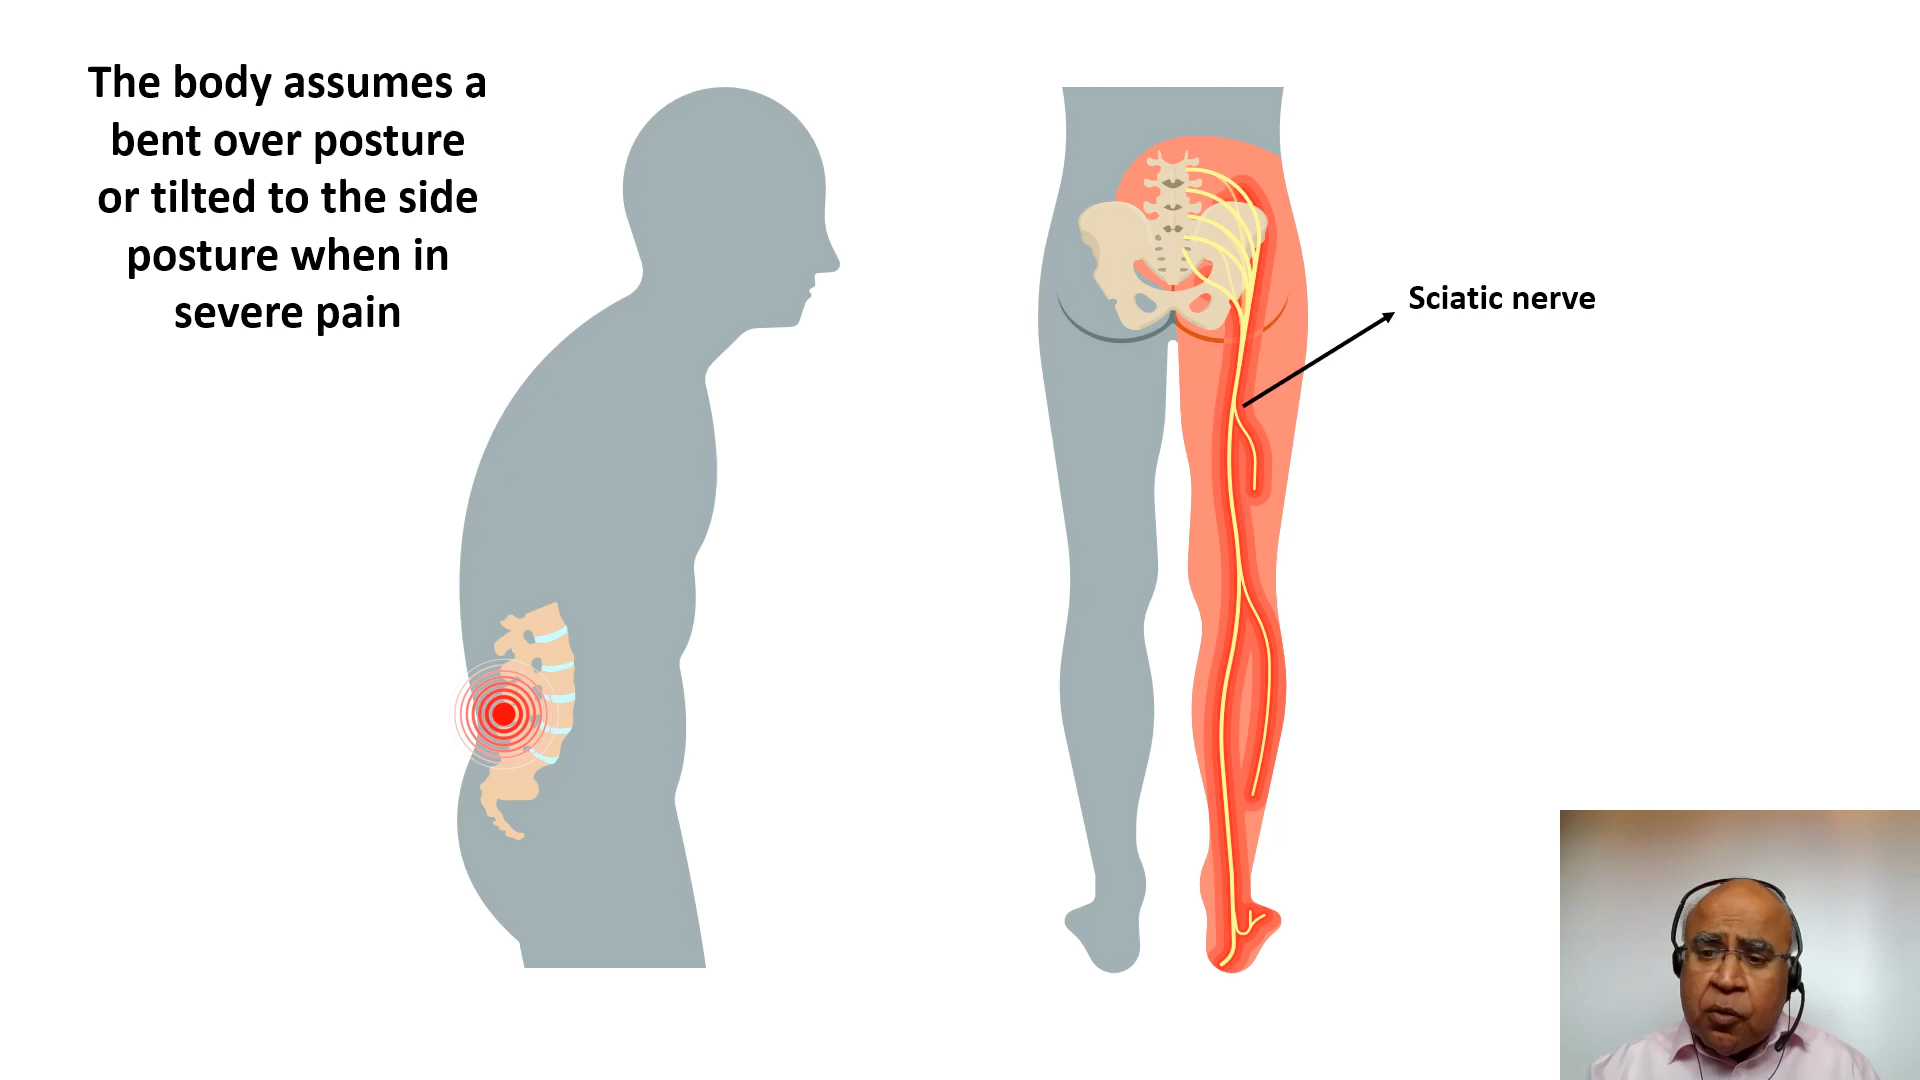 The body assumes a
bent over posture
or tilted to the side
posture when in
severe pain
Sciatic nerve